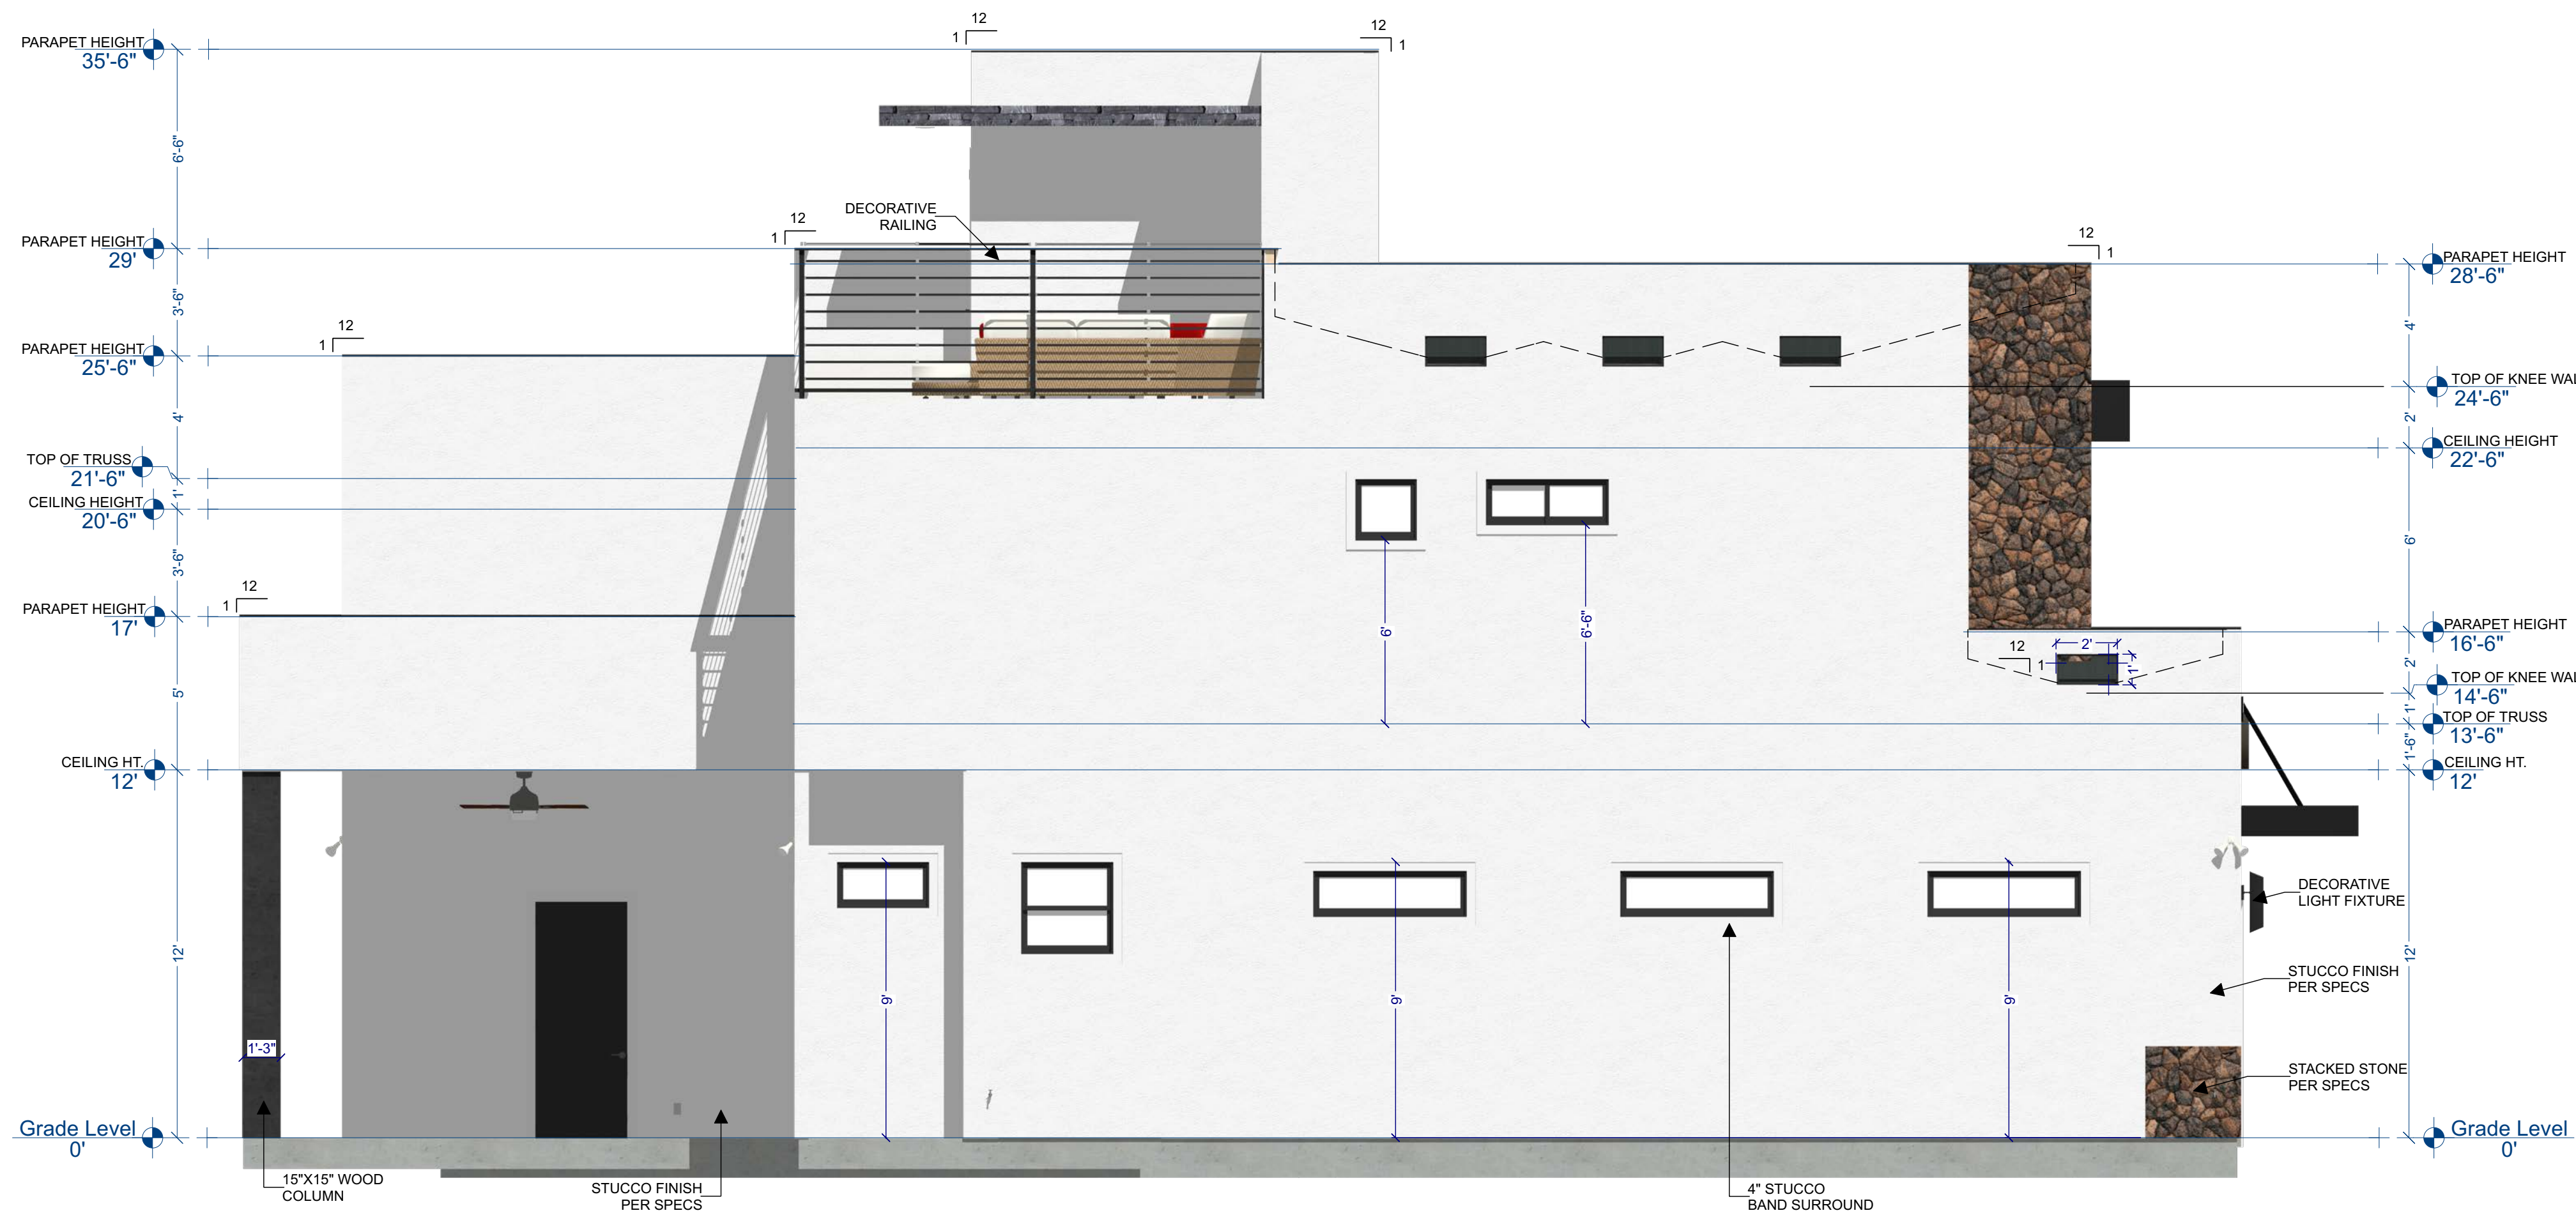 12
1
12
1
PARAPET HEIGHT
35'-6"
6'-6"
DECORATIVE
RAILING
12
1
PARAPET HEIGHT
29'
3'-6"
12
1
PARAPET HEIGHT
28'-6"
4'
12
1
PARAPET HEIGHT
25'-6"
4'
TOP OF KNEE WAL
24'-6"
2'
CEILING HEIGHT
22'-6"
6'
TOP OF TRUSS
21'-6"
1'
CEILING HEIGHT
20'-6"
3'-6"
12
1
PARAPET HEIGHT
17'
5'
6'
6'-6"
PARAPET HEIGHT
16'-6"
2'
12
1
2'
1'
TOP OF KNEE WAL
14'-6"
1'
TOP OF TRUSS
13'-6"
1'-6"
CEILING HT.
12'
12'
CEILING HT.
12'
12'
9'
9'
9'
DECORATIVE
LIGHT FIXTURE
STUCCO FINISH
PER SPECS
1'-3"
STACKED STONE
PER SPECS
Grade Level
0'
Grade Level
0'
15"X15" WOOD
COLUMN
STUCCO FINISH
PER SPECS
4" STUCCO
BAND SURROUND